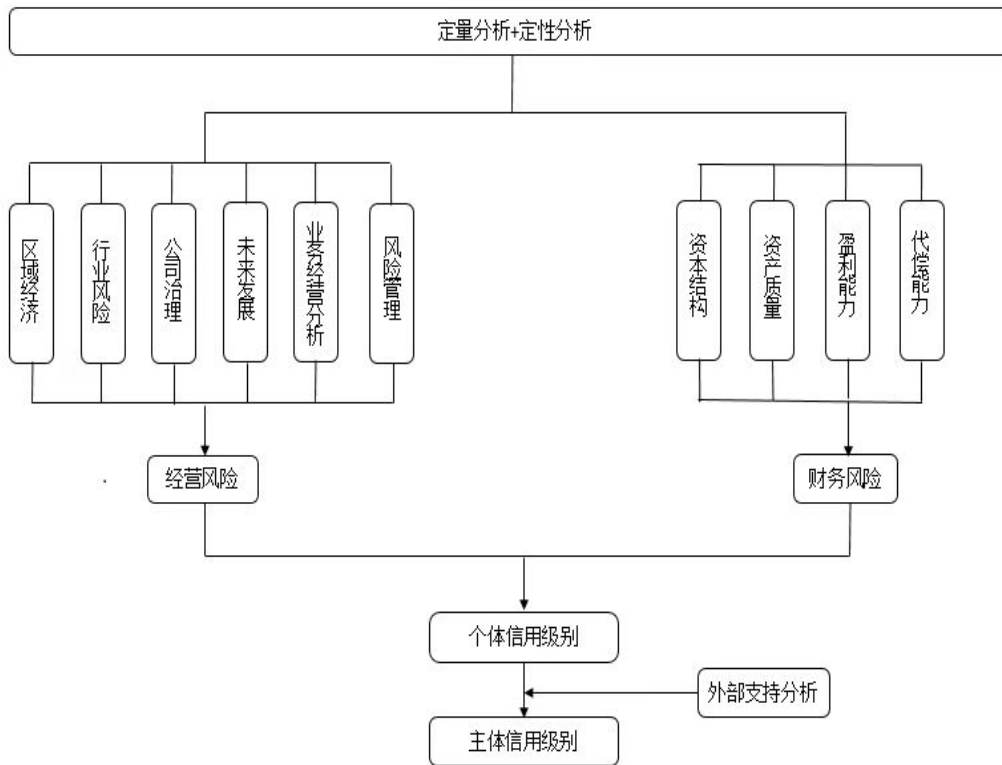 定量分析+定性分析
区域经济
行业风险
公司治理
未来发展
业务经营分析
风险管理
资本结构
资产质量
盈利能力
代偿能力
经营风险
财务风险
个体信用级别
外部支持分析
主体信用级别